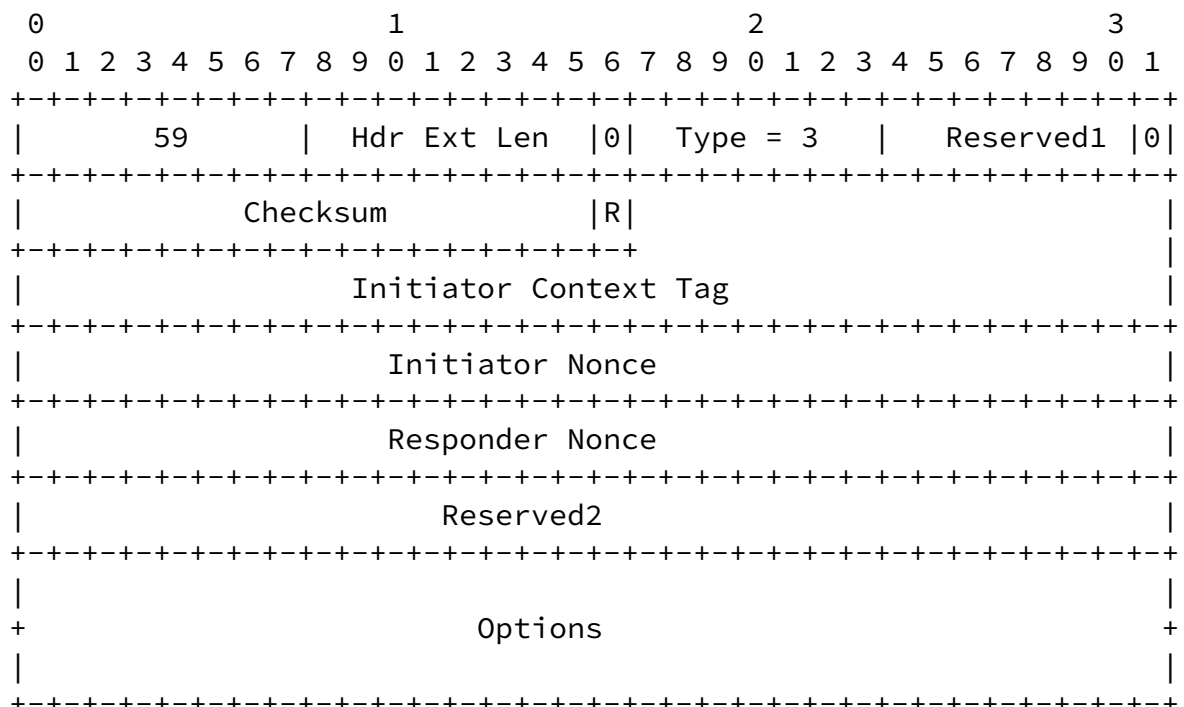 0                   1                   2                   3
 0 1 2 3 4 5 6 7 8 9 0 1 2 3 4 5 6 7 8 9 0 1 2 3 4 5 6 7 8 9 0 1
+-+-+-+-+-+-+-+-+-+-+-+-+-+-+-+-+-+-+-+-+-+-+-+-+-+-+-+-+-+-+-+-+
|       59      |  Hdr Ext Len  |0|  Type = 3   |   Reserved1 |0|
+-+-+-+-+-+-+-+-+-+-+-+-+-+-+-+-+-+-+-+-+-+-+-+-+-+-+-+-+-+-+-+-+
|            Checksum           |R|                             |
+-+-+-+-+-+-+-+-+-+-+-+-+-+-+-+-+-+                             |
|                  Initiator Context Tag                        |
+-+-+-+-+-+-+-+-+-+-+-+-+-+-+-+-+-+-+-+-+-+-+-+-+-+-+-+-+-+-+-+-+
|                    Initiator Nonce                            |
+-+-+-+-+-+-+-+-+-+-+-+-+-+-+-+-+-+-+-+-+-+-+-+-+-+-+-+-+-+-+-+-+
|                    Responder Nonce                            |
+-+-+-+-+-+-+-+-+-+-+-+-+-+-+-+-+-+-+-+-+-+-+-+-+-+-+-+-+-+-+-+-+
|                       Reserved2                               |
+-+-+-+-+-+-+-+-+-+-+-+-+-+-+-+-+-+-+-+-+-+-+-+-+-+-+-+-+-+-+-+-+
|                                                               |
+                         Options                               +
|                                                               |
+-+-+-+-+-+-+-+-+-+-+-+-+-+-+-+-+-+-+-+-+-+-+-+-+-+-+-+-+-+-+-+-+